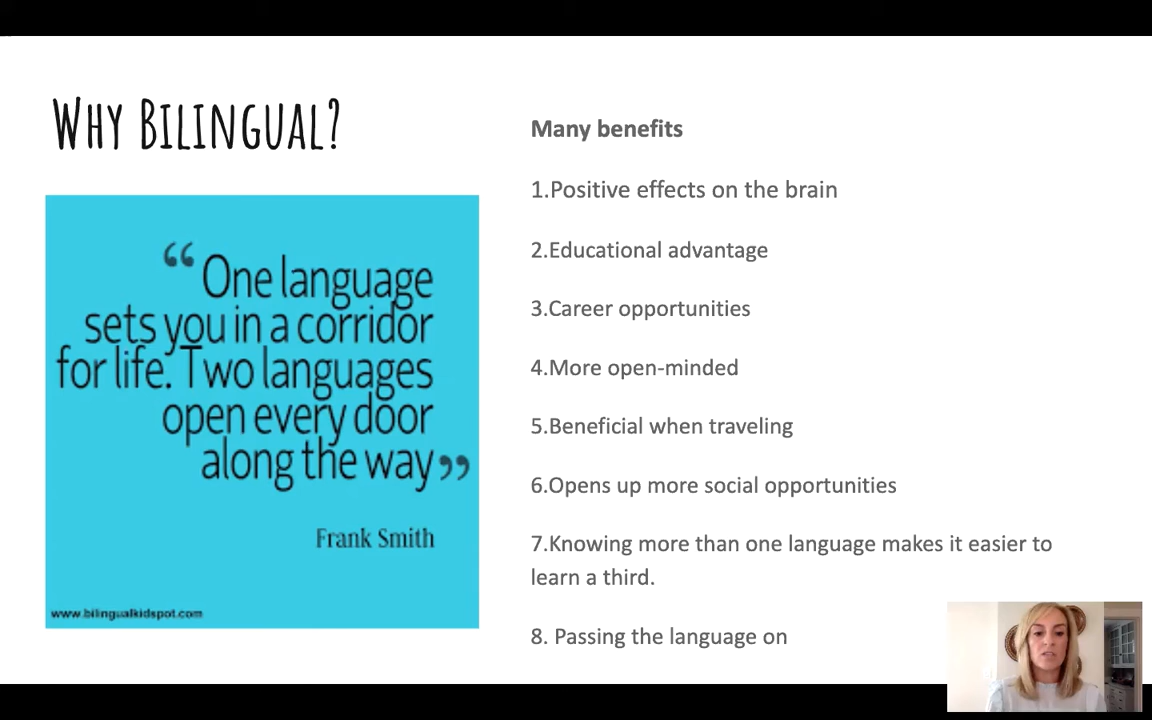 Why Bilingual?
“One language
sets you in a corridor
for life. Two languages
open every door
along the way”
Frank Smith
www.bilingualkidspot.com
Many benefits
1.Positive effects on the brain
2.Educational advantage
3.Career opportunities
4.More open-minded
5.Beneficial when traveling
6.Opens up more social opportunities
7.Knowing more than one language makes it easier to
learn a third.
8. Passing the language on